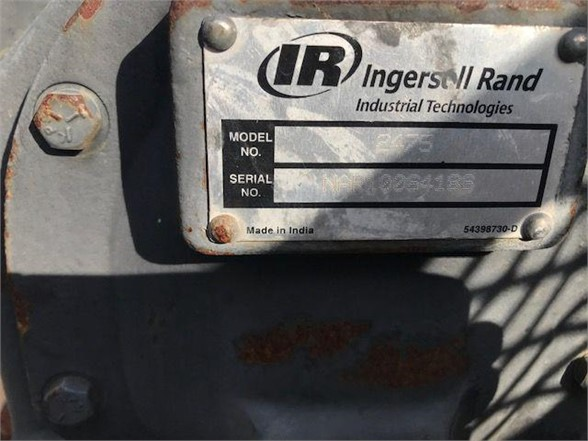 IR Ingersoll Rand
Industrial Technologies
MODEL NO. 2475
SERIAL NO.
Made in India 54398730-D